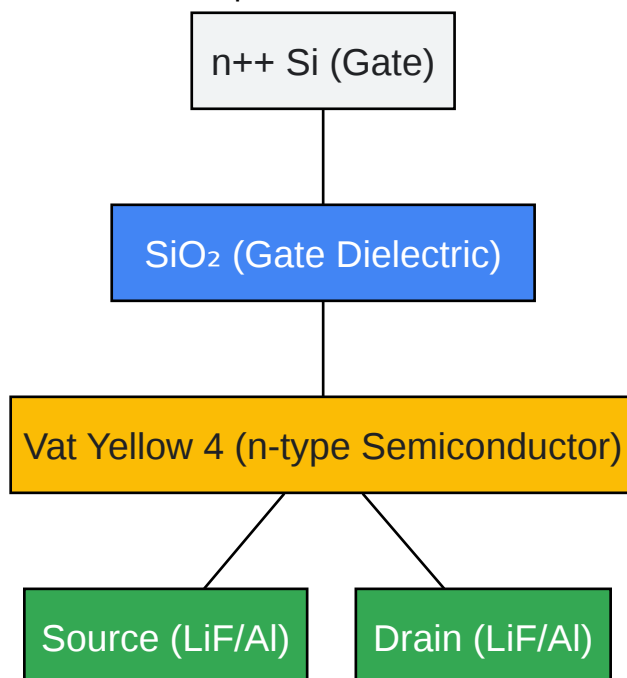 n++ Si (Gate)
SiO₂ (Gate Dielectric)
Vat Yellow 4 (n-type Semiconductor)
Source (LiF/Al)
Drain (LiF/Al)